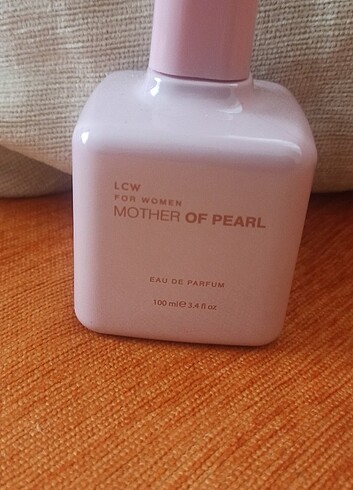 LCW
FOR WOMEN
MOTHER OF PEARL
EAU DE PARFUM
100 ml℮ 3.4 fl oz